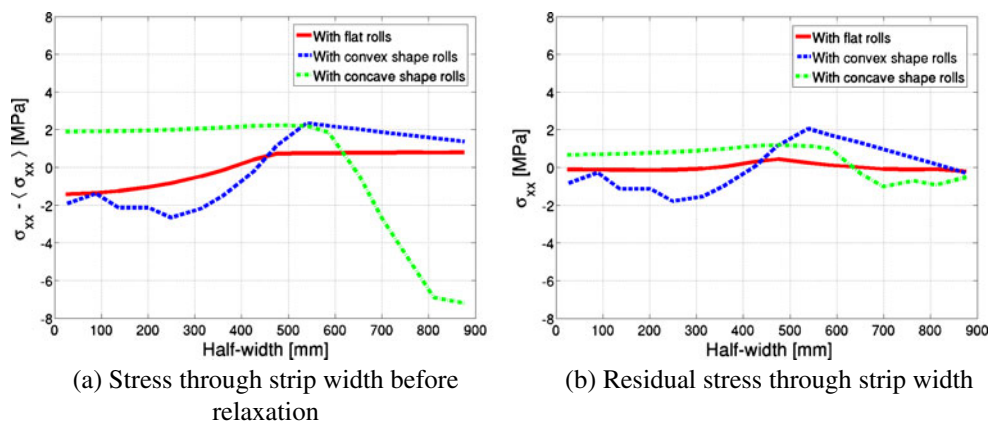 8
6
4
2
0
-2
-4
-6
-8
σxx - ⟨ σxx ⟩ [MPa]
With flat rolls
With convex shape rolls
With concave shape rolls
0 100 200 300 400 500 600 700 800 900
Half-width [mm]
(a) Stress through strip width before
relaxation
8
6
4
2
0
-2
-4
-6
-8
σxx [MPa]
With flat rolls
With convex shape rolls
With concave shape rolls
0 100 200 300 400 500 600 700 800 900
Half-width [mm]
(b) Residual stress through strip width